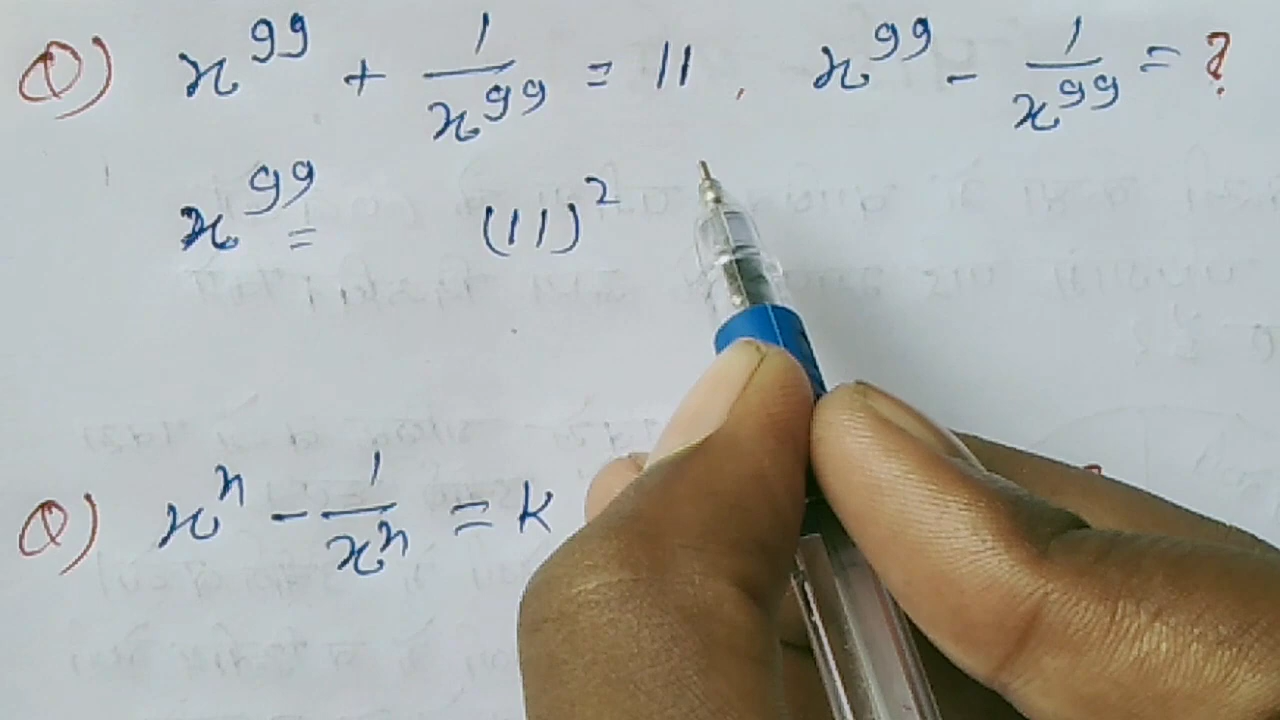 Q) x^99 + 1/x^99 = 11, x^99 - 1/x^99 = ?
x^99 = (11)^2
Q) x^n - 1/x^n = k